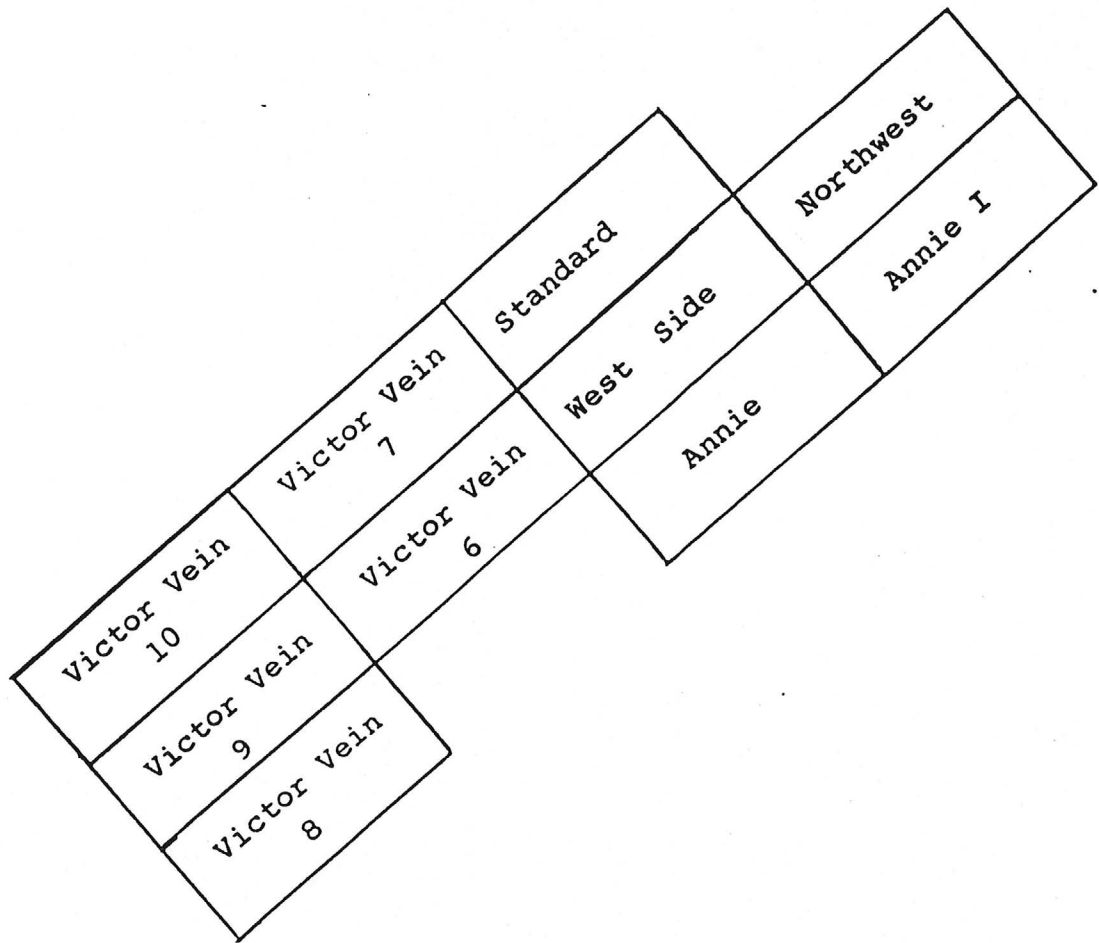 Northwest
Annie I
Standard
West Side
Annie
Victor Vein
7
Victor Vein
6
Victor Vein
10
Victor Vein
9
Victor Vein
8